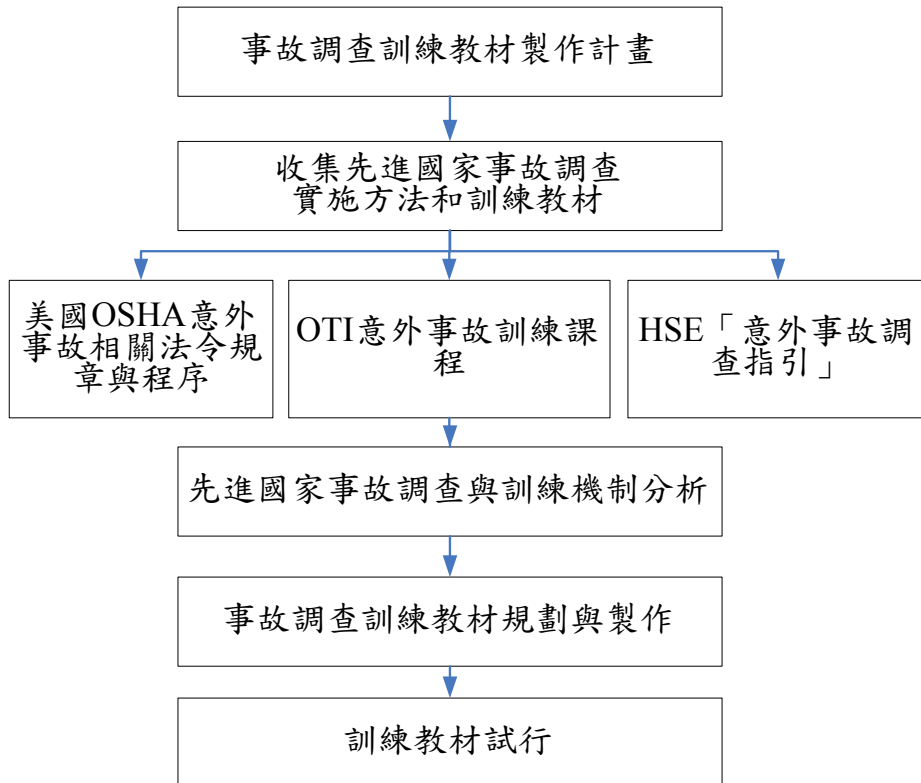 事故調查訓練教材製作計畫
收集先進國家事故調查
實施方法和訓練教材
美國OSHA意外
事故相關法令規
章與程序
OTI意外事故訓練課
程
HSE「意外事故調
查指引」
先進國家事故調查與訓練機制分析
事故調查訓練教材規劃與製作
訓練教材試行